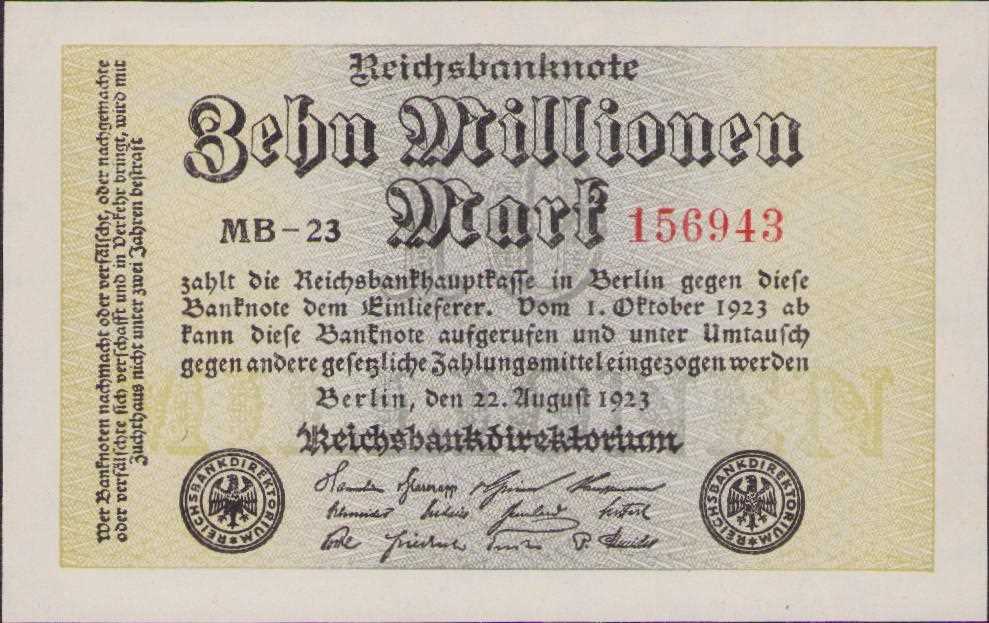 Reichsbanknote
Zehn Millionen
Mark
MB-23
156943
zahlt die Reichsbankhauptkasse in Berlin gegen diese
Banknote dem Einlieferer. Vom 1. Oktober 1923 ab
kann diese Banknote aufgerufen und unter Umtausch
gegen andere gesetzliche Zahlungsmittel eingezogen werden
Berlin, den 22. August 1923
Reichsbankdirektorium
REICHSBANKDIREKTORIUM
REICHSBANKDIREKTORIUM
Wer Banknoten nachmacht oder verfälscht, oder nachgemachte
oder verfälschte sich verschafft und in Verkehr bringt, wird mit
Zuchthaus nicht unter zwei Jahren bestraft